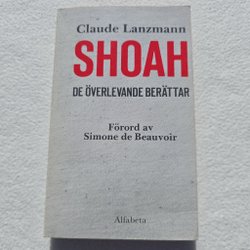 Claude Lanzmann
SHOAH
DE ÖVERLEVANDE BERÄTTAR
Förord av
Simone de Beauvoir
Alfabeta